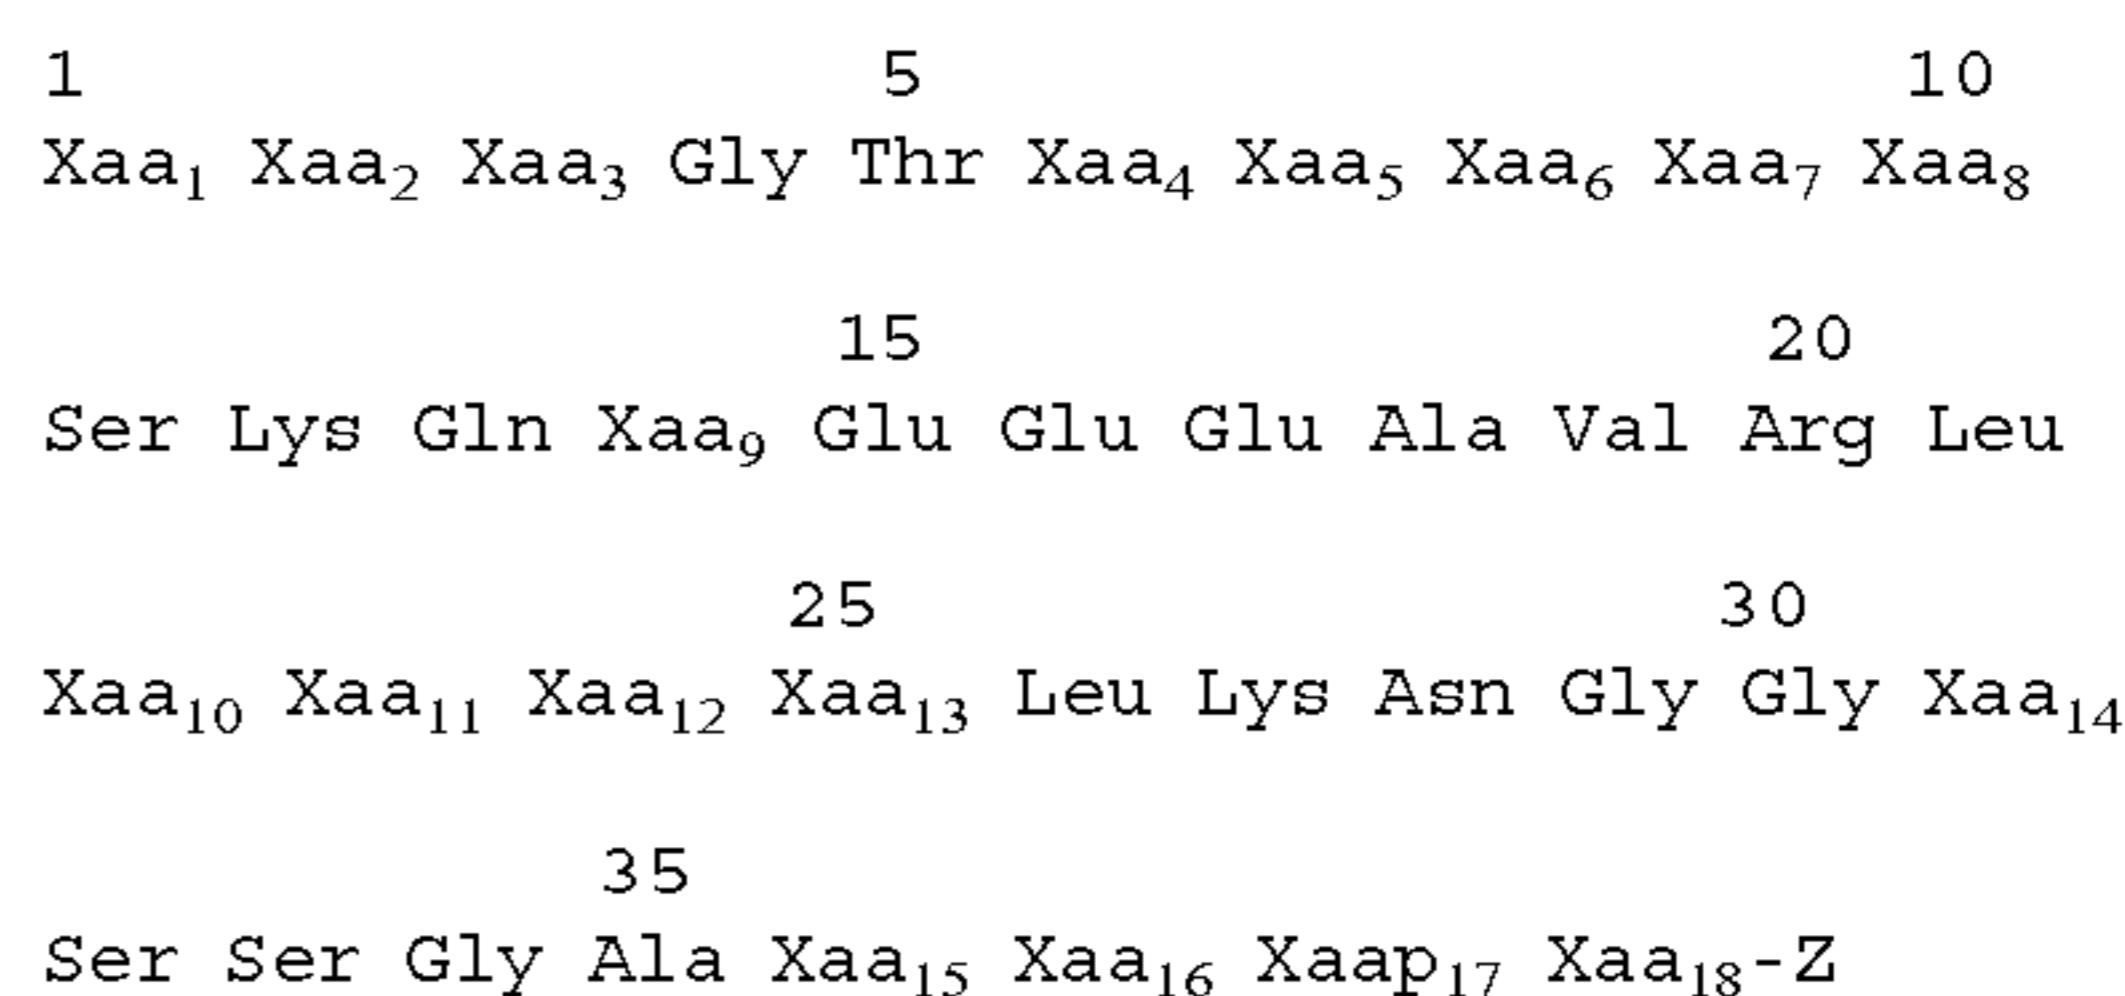 1 5 10
Xaa₁ Xaa₂ Xaa₃ Gly Thr Xaa₄ Xaa₅ Xaa₆ Xaa₇ Xaa₈
15 20
Ser Lys Gln Xaa₉ Glu Glu Glu Ala Val Arg Leu
25 30
Xaa₁₀ Xaa₁₁ Xaa₁₂ Xaa₁₃ Leu Lys Asn Gly Gly Xaa₁₄
35
Ser Ser Gly Ala Xaa₁₅ Xaa₁₆ Xaap₁₇ Xaa₁₈-Z